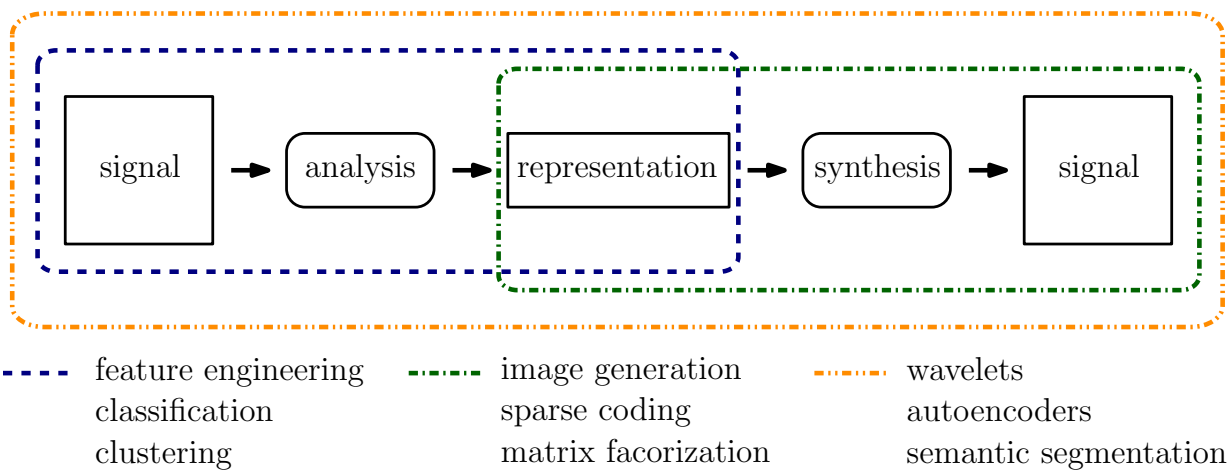 signal
analysis
representation
synthesis
signal
feature engineering
classification
clustering
image generation
sparse coding
matrix facorization
wavelets
autoencoders
semantic segmentation